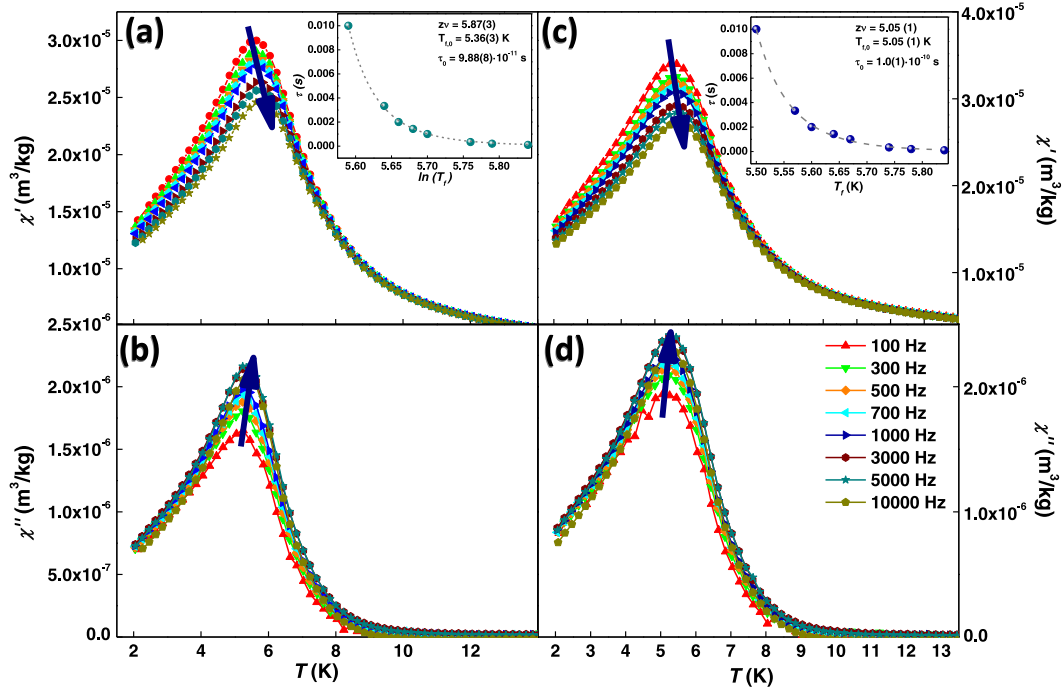 (a)
χ′ (m³/kg)
3.0x10⁻⁵
2.5x10⁻⁵
2.0x10⁻⁵
1.5x10⁻⁵
1.0x10⁻⁵
2.5x10⁻⁶
τ (s)
0.010
0.008
0.006
0.004
0.002
0.000
zν = 5.87(3)
T_f,0 = 5.36(3) K
τ₀ = 9.88(8)·10⁻¹¹ s
5.60 5.65 5.70 5.75 5.80
ln (T_f)
(c)
τ (s)
0.010
0.008
0.006
0.004
0.002
0.000
zν = 5.05 (1)
T_f,0 = 5.05 (1) K
τ₀ = 1.0(1)·10⁻¹⁰ s
5.50 5.55 5.60 5.65 5.70 5.75 5.80
T_f (K)
4.0x10⁻⁵
3.0x10⁻⁵
2.0x10⁻⁵
1.0x10⁻⁵
χ′ (m³/kg)
(b)
χ″ (m³/kg)
2.0x10⁻⁶
1.5x10⁻⁶
1.0x10⁻⁶
5.0x10⁻⁷
0.0
2 4 6 8 10 12
T (K)
(d)
100 Hz
300 Hz
500 Hz
700 Hz
1000 Hz
3000 Hz
5000 Hz
10000 Hz
2.0x10⁻⁶
1.0x10⁻⁶
0.0
χ″ (m³/kg)
2 3 4 5 6 7 8 9 10 11 12 13
T (K)